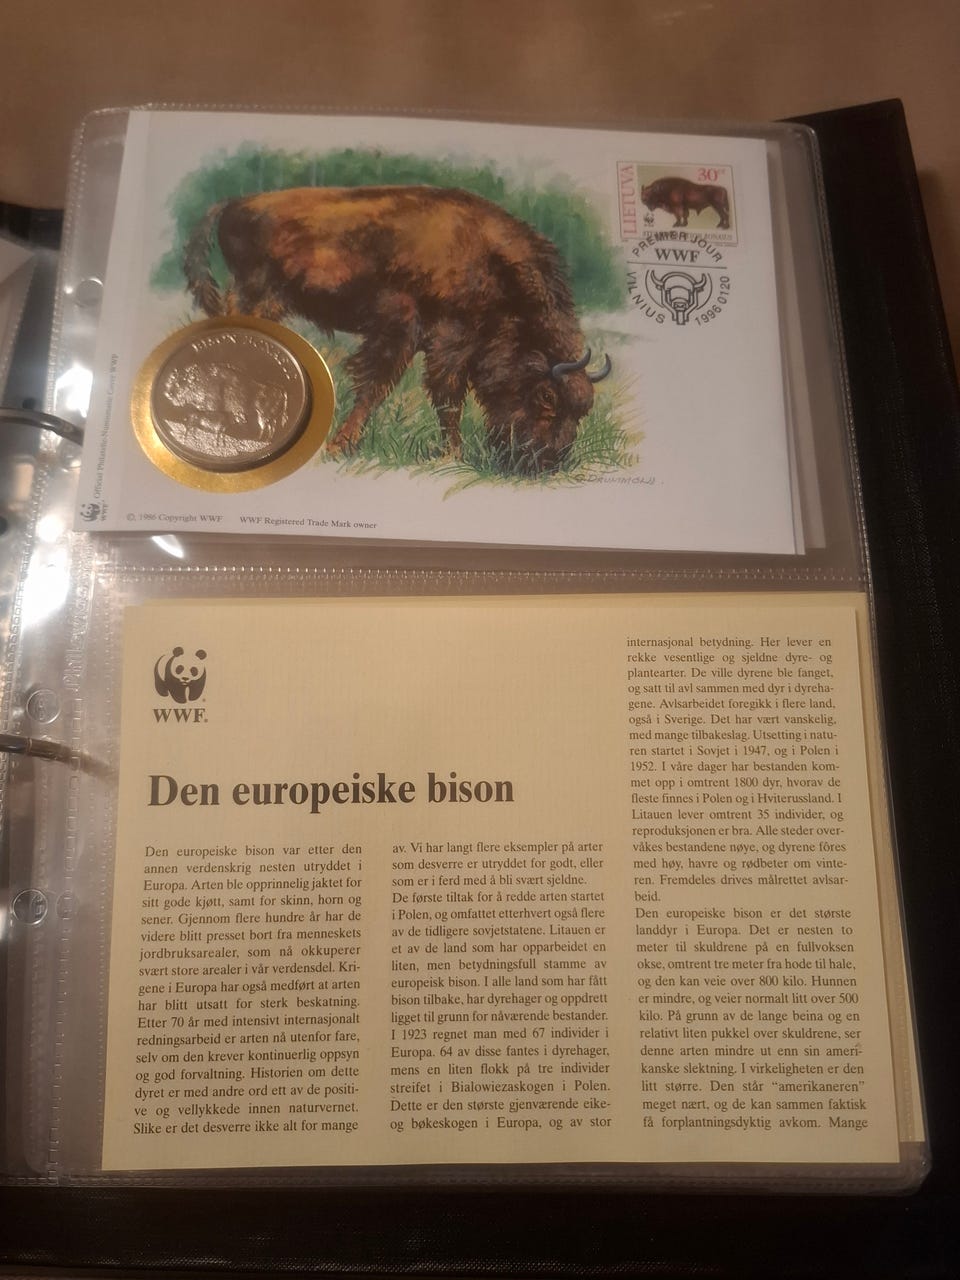 LIETUVA
30ct
PREMIER JOUR
WWF
VILNIUS 1996 01 20
BISON BONASUS
Official Philatelic-Numismatic Cover WWF
© 1986 Copyright WWF WWF Registered Trade Mark owner
WWF
Den europeiske bison
Den europeiske bison var etter den
annen verdenskrig nesten utryddet i
Europa. Arten ble opprinnelig jaktet for
sitt gode kjøtt, samt for skinn, horn og
sener. Gjennom flere hundre år har de
videre blitt presset bort fra menneskets
jordbruksarealer, som nå okkuperer
svært store arealer i vår verdensdel. Kri-
gene i Europa har også medført at arten
har blitt utsatt for sterk beskatning.
Etter 70 år med intensivt internasjonalt
redningsarbeid er arten nå utenfor fare,
selv om den krever kontinuerlig oppsyn
og god forvaltning. Historien om dette
dyret er med andre ord ett av de positi-
ve og vellykkede innen naturvernet.
Slike er det desverre ikke alt for mange
av. Vi har langt flere eksempler på arter
som desverre er utryddet for godt, eller
som er i ferd med å bli svært sjeldne.
De første tiltak for å redde arten startet
i Polen, og omfattet etterhvert også flere
av de tidligere sovjetstatene. Litauen er
et av de land som har opparbeidet en
liten, men betydningsfull stamme av
europeisk bison. I alle land som har fått
bison tilbake, har dyrehager og oppdrett
ligget til grunn for nåværende bestander.
I 1923 regnet man med 67 individer i
Europa. 64 av disse fantes i dyrehager,
mens en liten flokk på tre individer
streifet i Bialowiezaskogen i Polen.
Dette er den største gjenværende eike-
og bøkeskogen i Europa, og av stor
internasjonal betydning. Her lever en
rekke vesentlige og sjeldne dyre- og
plantearter. De ville dyrene ble fanget,
og satt til avl sammen med dyr i dyreha-
gene. Avlsarbeidet foregikk i flere land,
også i Sverige. Det har vært vanskelig,
med mange tilbakeslag. Utsetting i natu-
ren startet i Sovjet i 1947, og i Polen i
1952. I våre dager har bestanden kom-
met opp i omtrent 1800 dyr, hvorav de
fleste finnes i Polen og i Hviterussland. I
Litauen lever omtrent 35 individer, og
reproduksjonen er bra. Alle steder over-
våkes bestandene nøye, og dyrene fôres
med høy, havre og rødbeter om vinte-
ren. Fremdeles drives målrettet avlsar-
beid.
Den europeiske bison er det største
landdyr i Europa. Det er nesten to
meter til skuldrene på en fullvoksen
okse, omtrent tre meter fra hode til hale,
og den kan veie over 800 kilo. Hunnen
er mindre, og veier normalt litt over 500
kilo. På grunn av de lange beina og en
relativt liten pukkel over skuldrene, ser
denne arten mindre ut enn sin ameri-
kanske slektning. I virkeligheten er den
litt større. Den står “amerikaneren”
meget nært, og de kan sammen faktisk
få forplantningsdyktig avkom. Mange